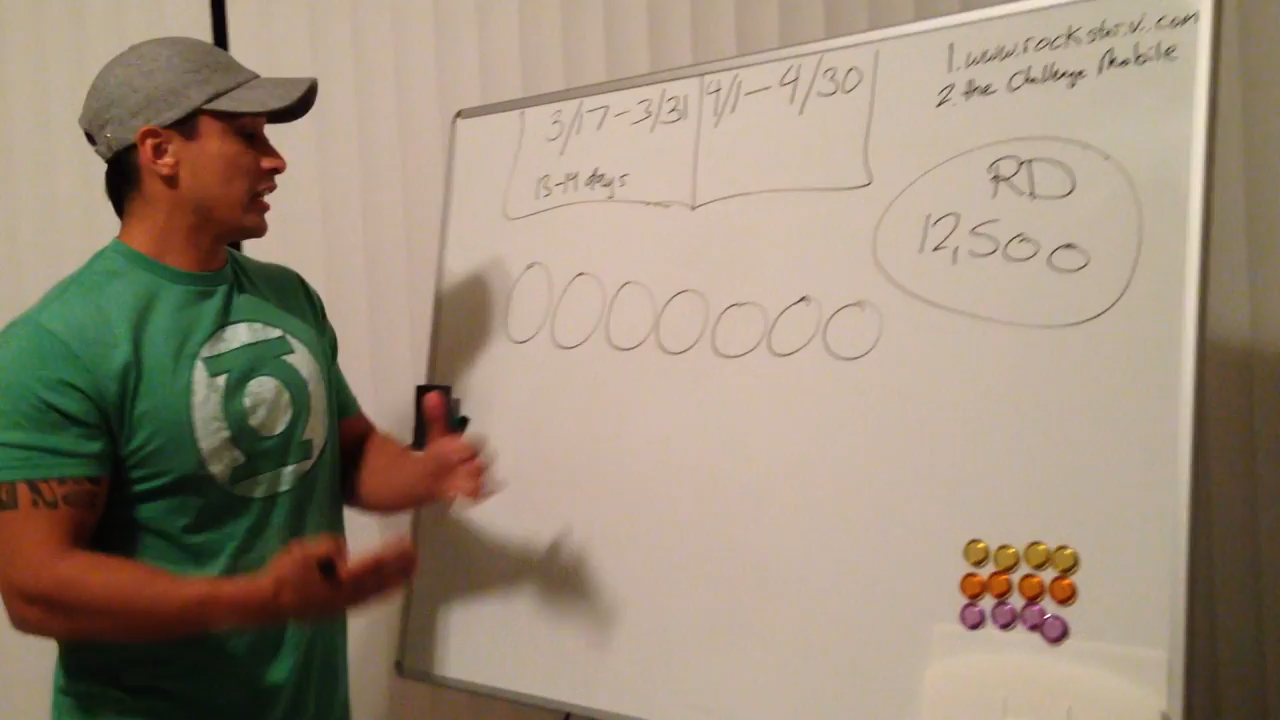 3/17-3/31
4/1-4/30
13-14 days
1. www.rockstarvi.com
2. the Challenge Mobile
RD
12,500